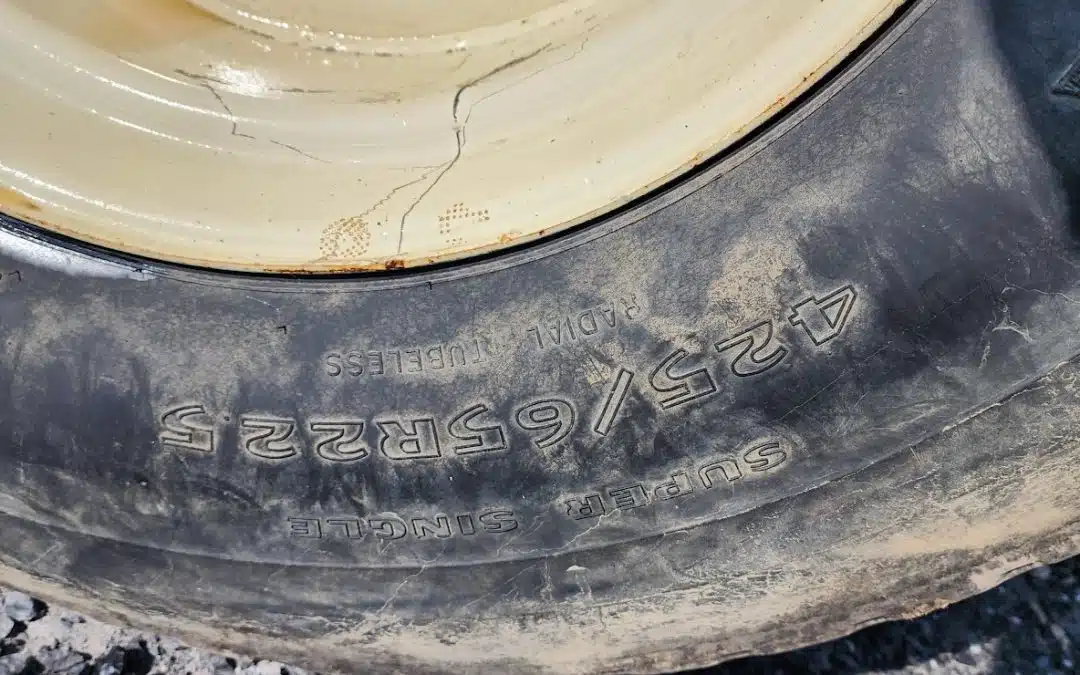 SUPER SINGLE
425/65R22.5
RADIAL TUBELESS